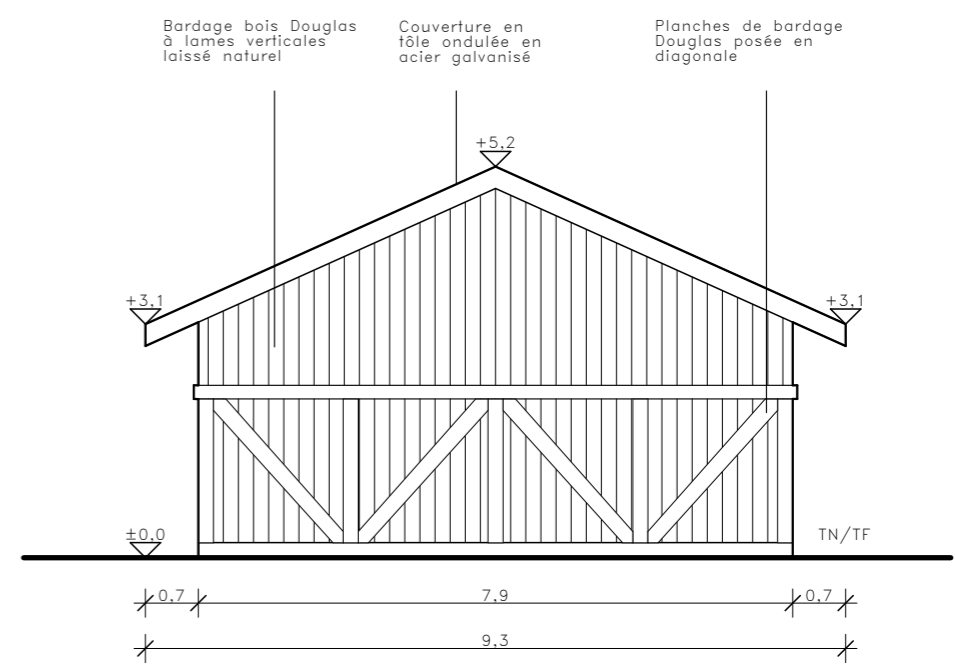 Bardage bois Douglas
à lames verticales
laissé naturel
Couverture en
tôle ondulée en
acier galvanisé
Planches de bardage
Douglas posée en
diagonale
+5,2
+3,1
+3,1
±0,0
TN/TF
0,7
7,9
0,7
9,3